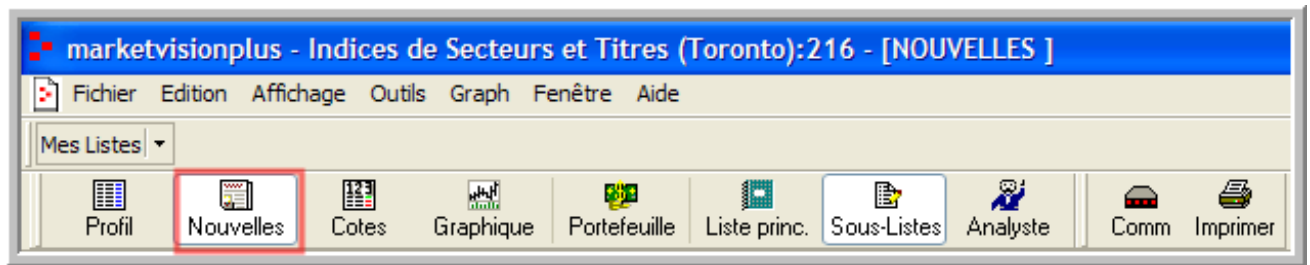 marketvisionplus - Indices de Secteurs et Titres (Toronto):216 - [NOUVELLES ]
Fichier Edition Affichage Outils Graph Fenêtre Aide
Mes Listes
123
Profil Nouvelles Cotes Graphique Portefeuille Liste princ. Sous-Listes Analyste Comm Imprimer